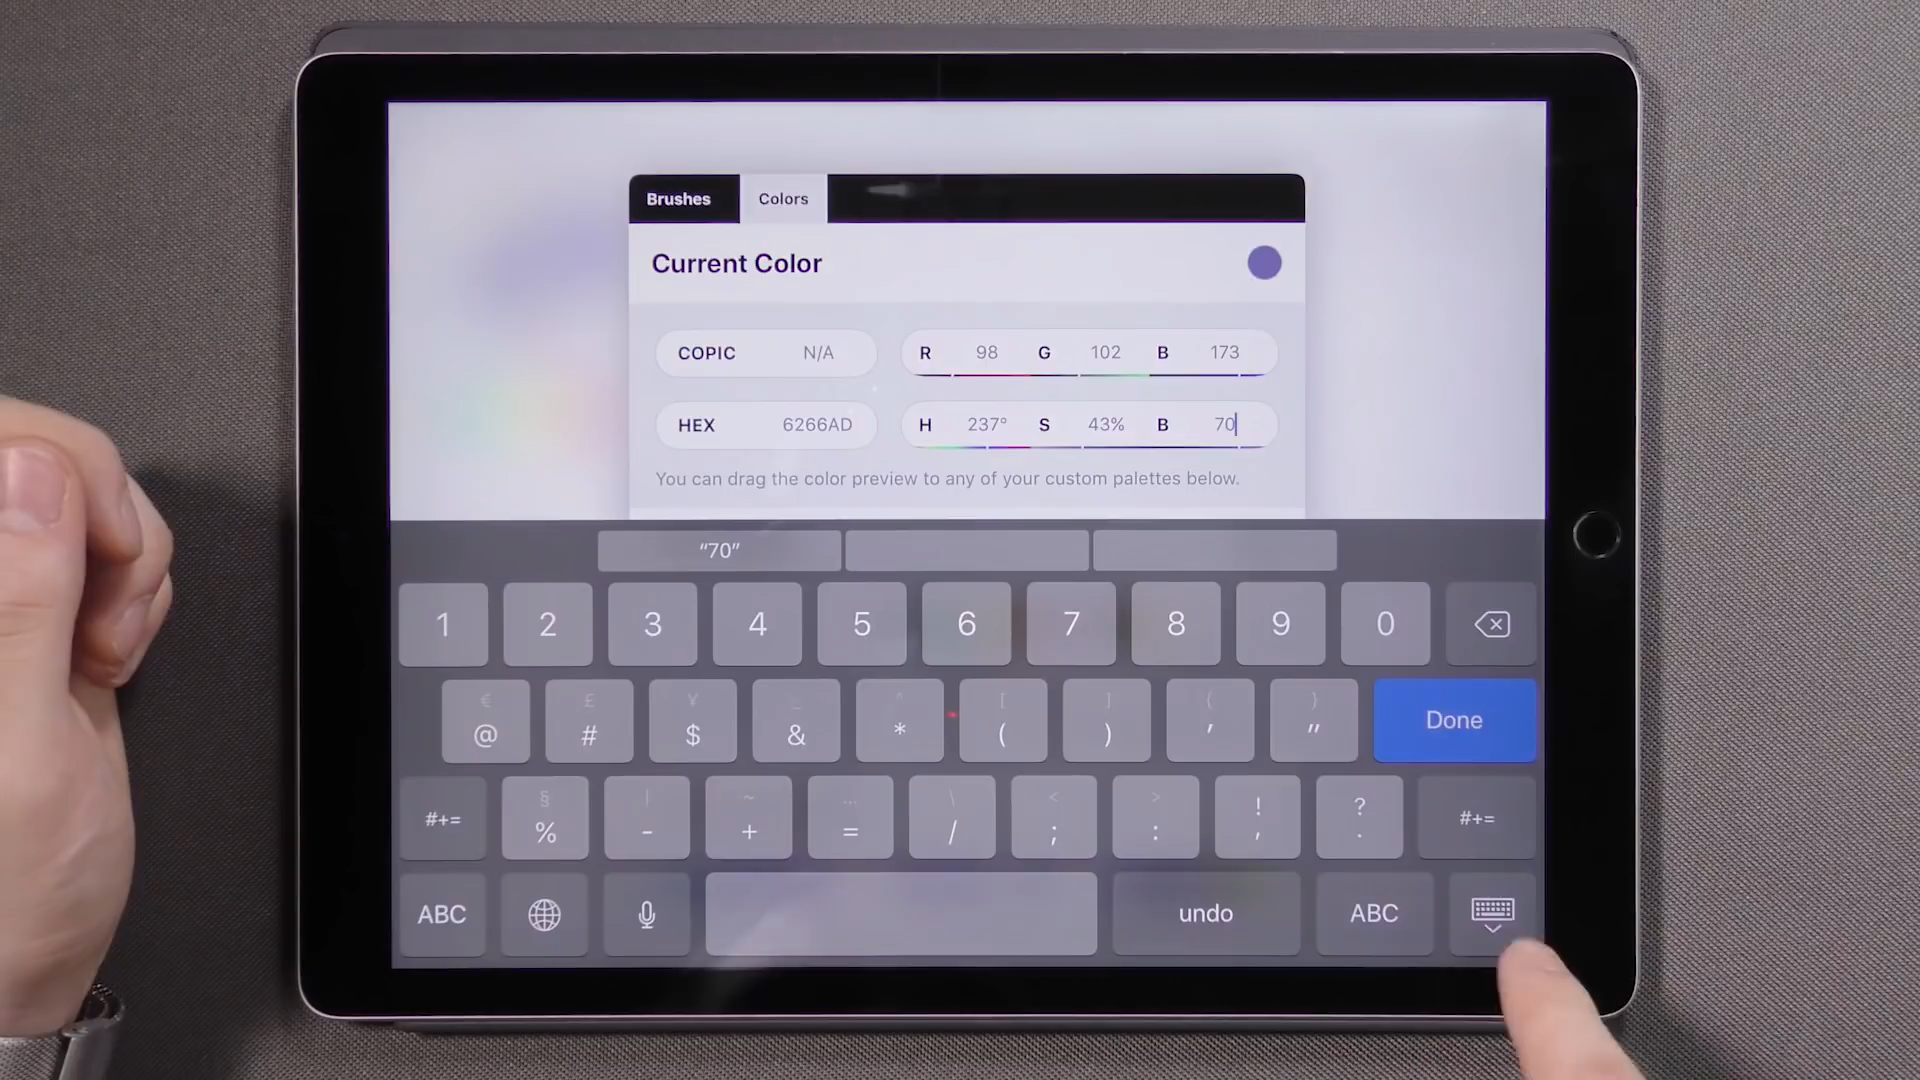 Brushes Colors
Current Color
COPIC N/A R 98 G 102 B 173
HEX 6266AD H 237° S 43% B 70
You can drag the color preview to any of your custom palettes below.
“70”
1 2 3 4 5 6 7 8 9 0
€ £ ¥ _ ^ [ ] { }
@ # $ & * ( ) ' " Done
§ | ~ … \ < > ! ?
#+= % - + = / ; : , . #+=
ABC undo ABC